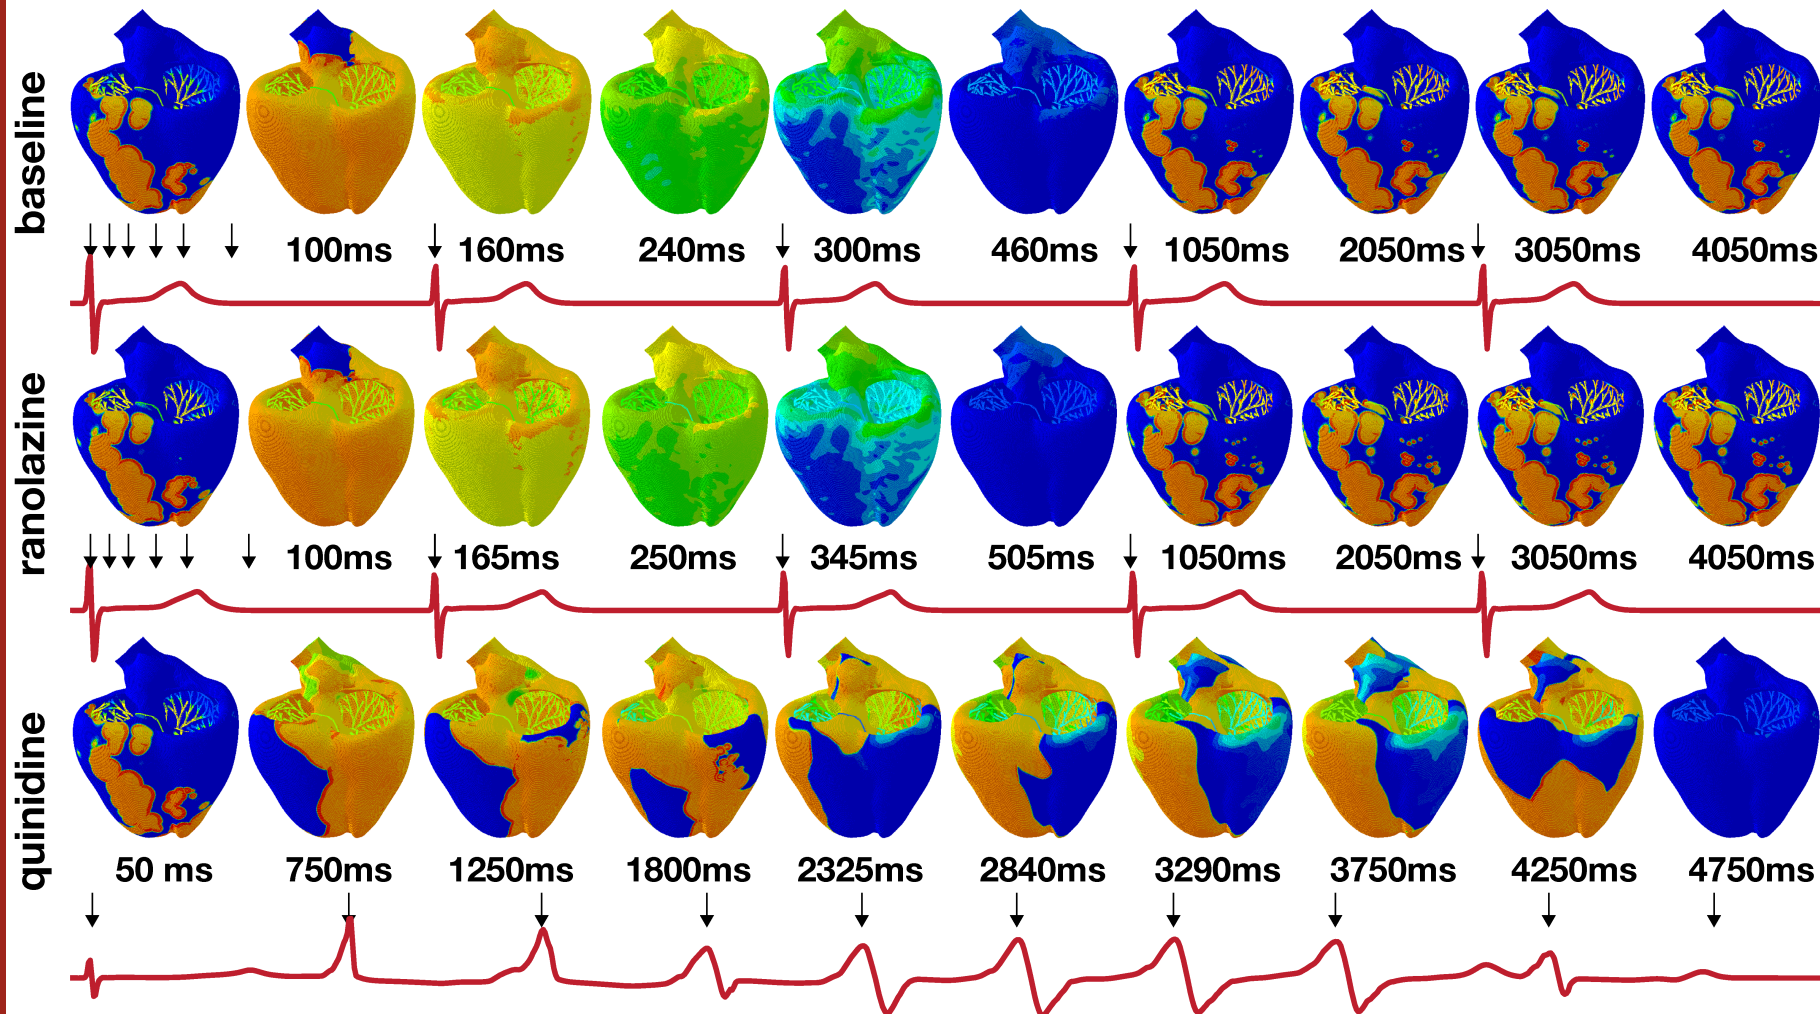 baseline
100ms 160ms 240ms 300ms 460ms 1050ms 2050ms 3050ms 4050ms
ranolazine
100ms 165ms 250ms 345ms 505ms 1050ms 2050ms 3050ms 4050ms
quinidine
50 ms 750ms 1250ms 1800ms 2325ms 2840ms 3290ms 3750ms 4250ms 4750ms